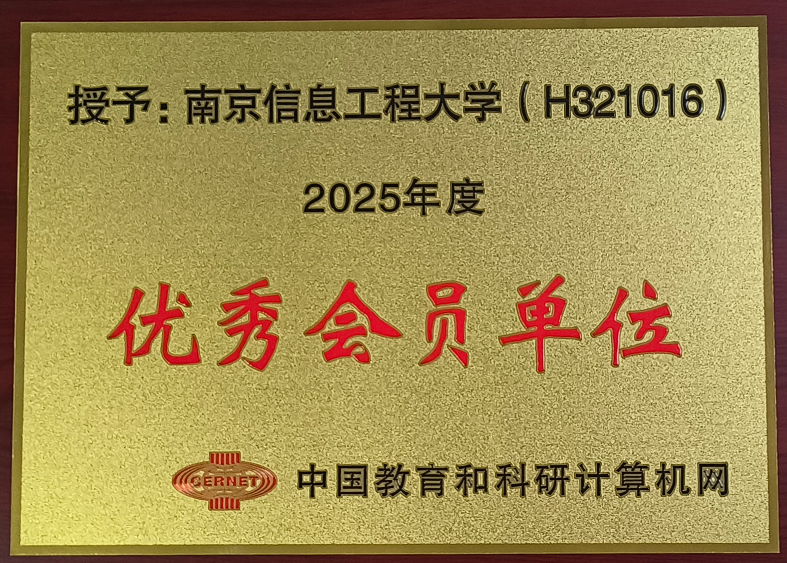 授予：南京信息工程大学（H321016）
2025年度
优秀会员单位
CERNET
中国教育和科研计算机网